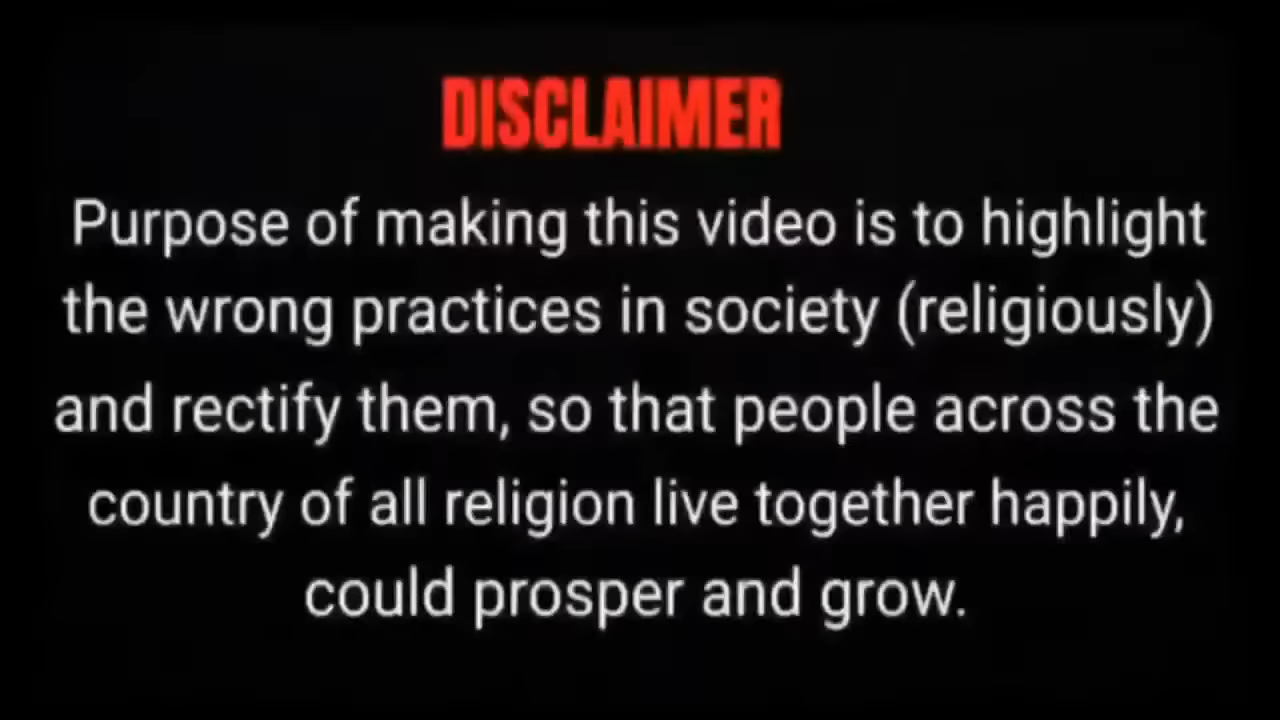 DISCLAIMER
Purpose of making this video is to highlight
the wrong practices in society (religiously)
and rectify them, so that people across the
country of all religion live together happily,
could prosper and grow.